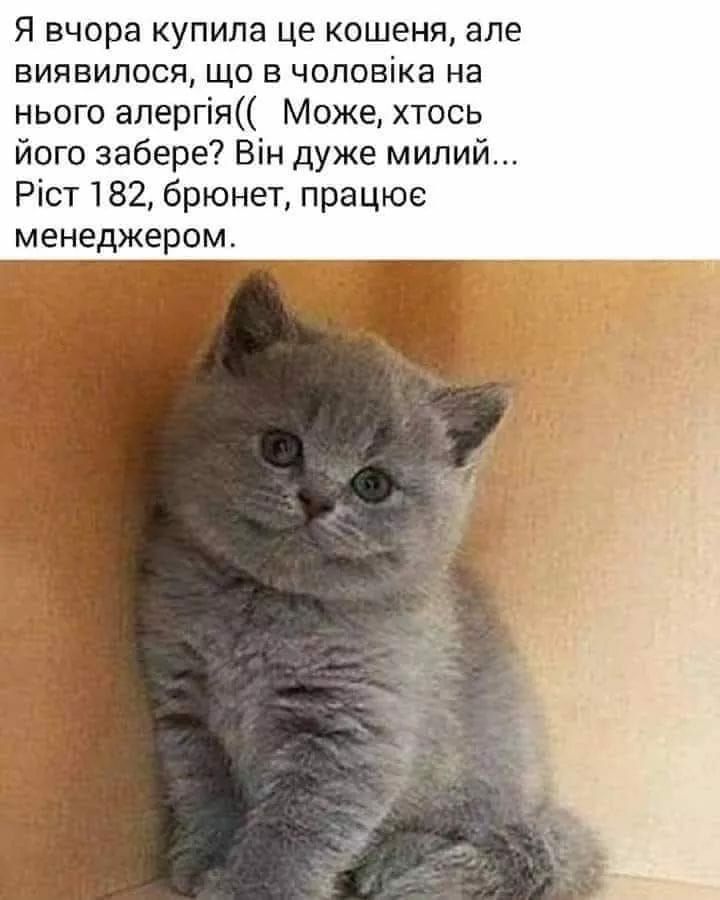 Я вчора купила це кошеня, але
виявилося, що в чоловіка на
нього алергія(( Може, хтось
його забере? Він дуже милий...
Ріст 182, брюнет, працює
менеджером.